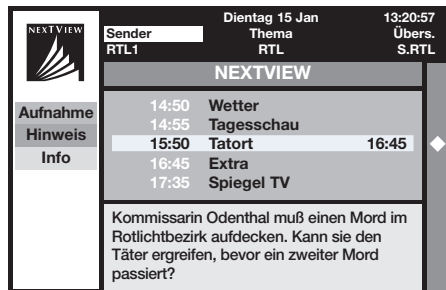 NEXTVIEW
Dienstag 15 Jan 13:20:57
Sender Thema Übers.
RTL1 RTL S.RTL
NEXTVIEW
Aufnahme
Hinweis
Info
14:50 Wetter
14:55 Tagesschau
15:50 Tatort 16:45
16:45 Extra
17:35 Spiegel TV
Kommissarin Odenthal muß einen Mord im
Rotlichtbezirk aufdecken. Kann sie den
Täter ergreifen, bevor ein zweiter Mord
passiert?